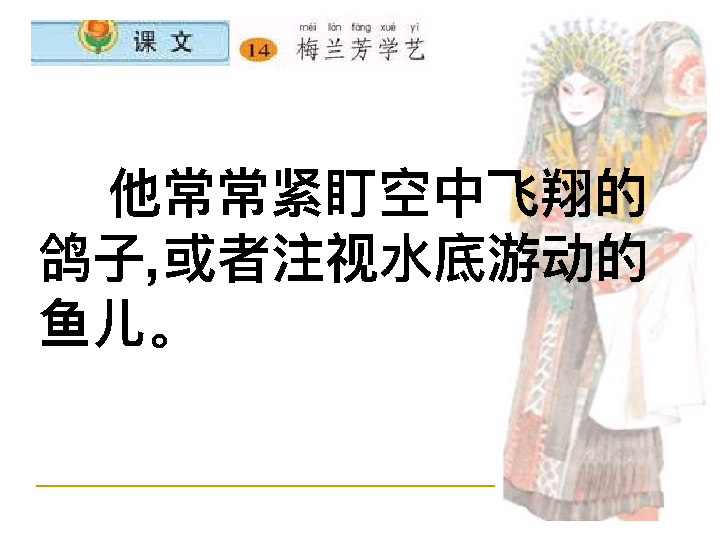 课文
14
méi lán fāng xué yì
梅兰芳学艺
他常常紧盯空中飞翔的
鸽子,或者注视水底游动的
鱼儿。